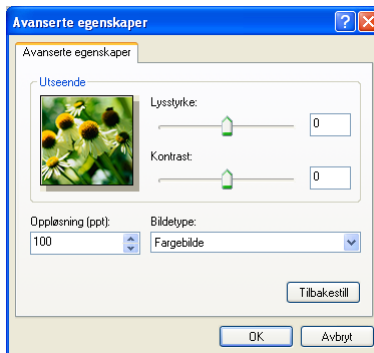 Avanserte egenskaper
Avanserte egenskaper
Utseende
Lysstyrke:
0
Kontrast:
0
Oppløsning (ppt): Bildetype:
100 Fargebilde
Tilbakestill
OK Avbryt